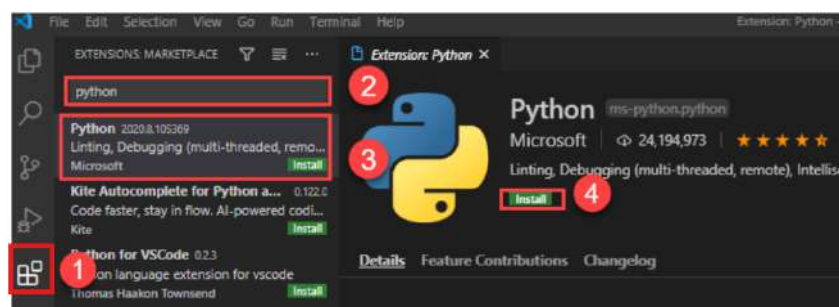 File Edit Selection View Go Run Terminal Help
Extension: Python -
EXTENSIONS: MARKETPLACE
Extension: Python
python
2
Python 2020.8.105369
Linting, Debugging (multi-threaded, remo...
Microsoft Install
3
Kite Autocomplete for Python a... 0.122.0
Code faster, stay in flow. AI-powered codi...
Kite Install
1
thon for VSCode 0.2.3
on language extension for vscode
Thomas Haakon Townsend Install
Python ms-python.python
Microsoft 24,194,973
Linting, Debugging (multi-threaded, remote), Intellise
Install
4
Details Feature Contributions Changelog